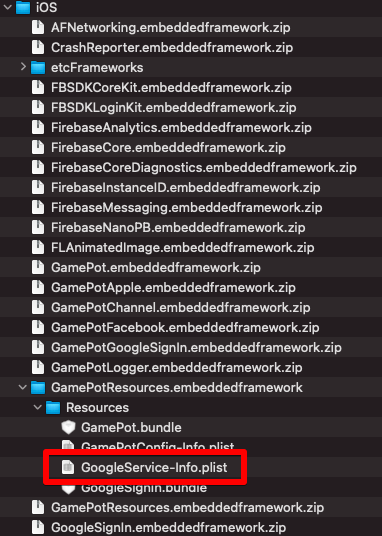 iOS
AFNetworking.embeddedframework.zip
CrashReporter.embeddedframework.zip
etcFrameworks
FBSDKCoreKit.embeddedframework.zip
FBSDKLoginKit.embeddedframework.zip
FirebaseAnalytics.embeddedframework.zip
FirebaseCore.embeddedframework.zip
FirebaseCoreDiagnostics.embeddedframework.zip
FirebaseInstanceID.embeddedframework.zip
FirebaseMessaging.embeddedframework.zip
FirebaseNanoPB.embeddedframework.zip
FLAnimatedImage.embeddedframework.zip
GamePot.embeddedframework.zip
GamePotApple.embeddedframework.zip
GamePotChannel.embeddedframework.zip
GamePotFacebook.embeddedframework.zip
GamePotGoogleSignIn.embeddedframework.zip
GamePotLogger.embeddedframework.zip
GamePotResources.embeddedframework
Resources
GamePot.bundle
GamePotConfig-Info.plist
GoogleService-Info.plist
GoogleSignIn.bundle
GamePotResources.embeddedframework.zip
GoogleSignIn.embeddedframework.zip